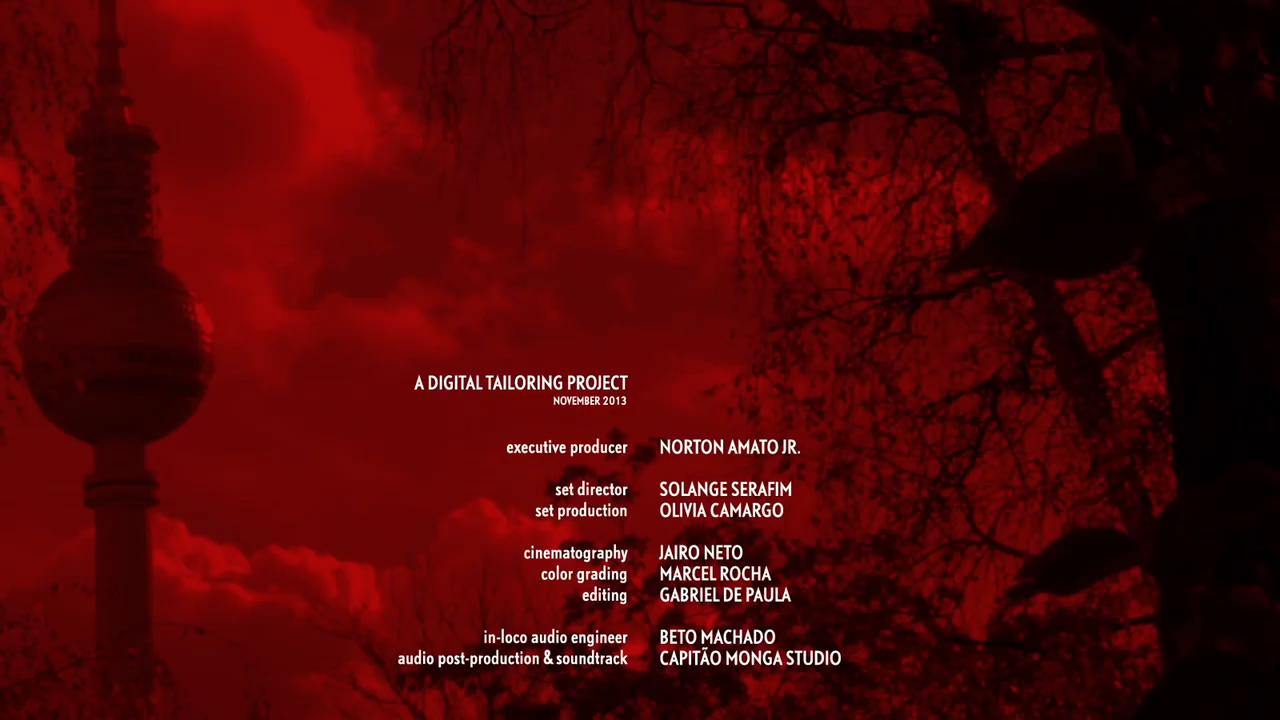 A DIGITAL TAILORING PROJECT
NOVEMBER 2013
executive producer NORTON AMATO JR.
set director SOLANGE SERAFIM
set production OLIVIA CAMARGO
cinematography JAIRO NETO
color grading MARCEL ROCHA
editing GABRIEL DE PAULA
in-loco audio engineer BETO MACHADO
audio post-production & soundtrack CAPITÃO MONGA STUDIO